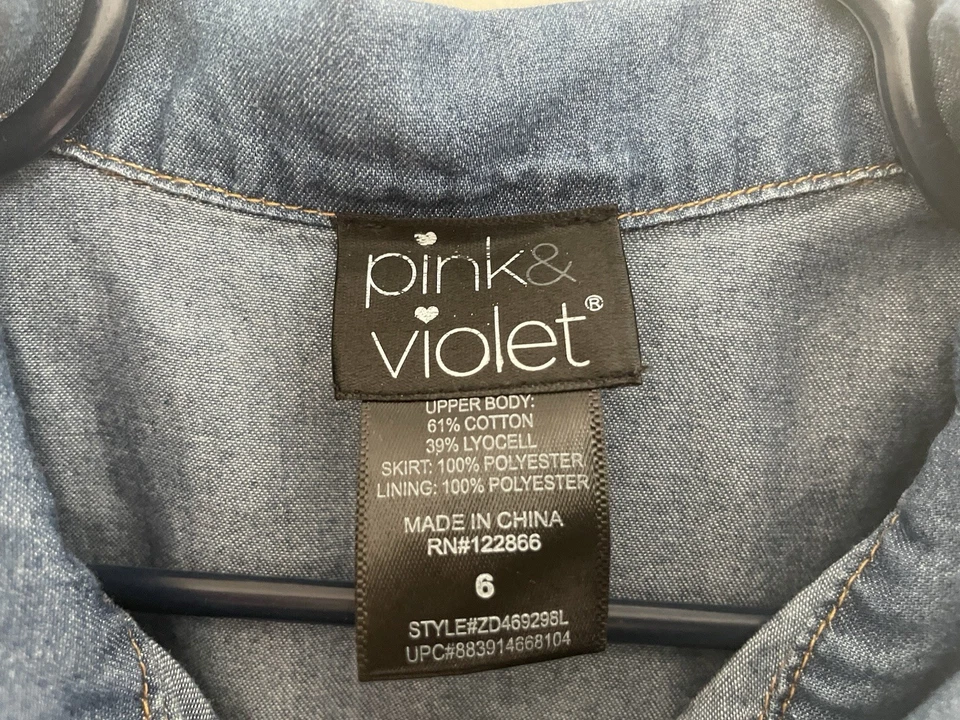 pink&
violet®
UPPER BODY:
61% COTTON
39% LYOCELL
SKIRT: 100% POLYESTER
LINING: 100% POLYESTER
MADE IN CHINA
RN#122866
6
STYLE#ZD469298L
UPC#883914668104